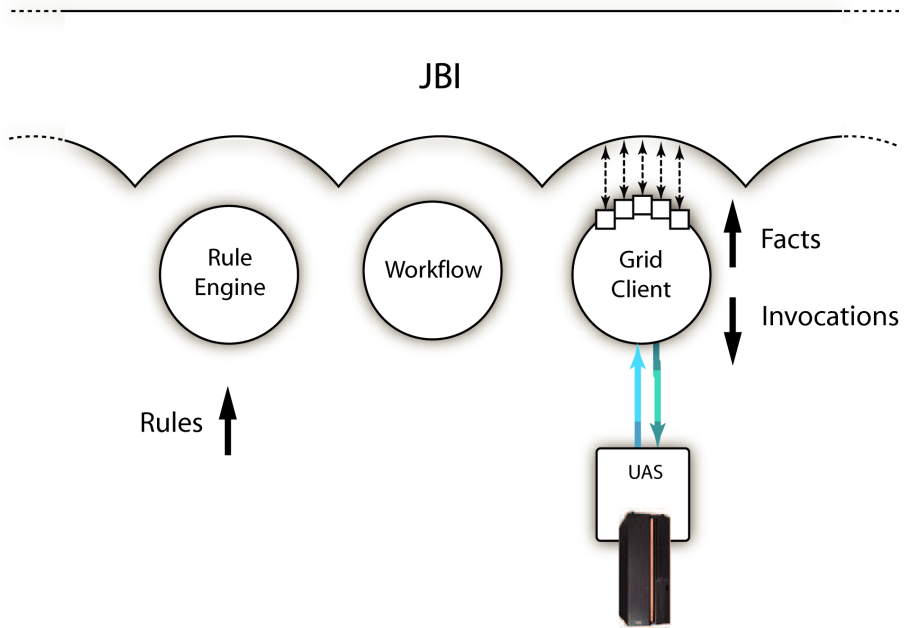 JBI
Rule
Engine
Workflow
Grid
Client
Facts
Invocations
Rules
UAS